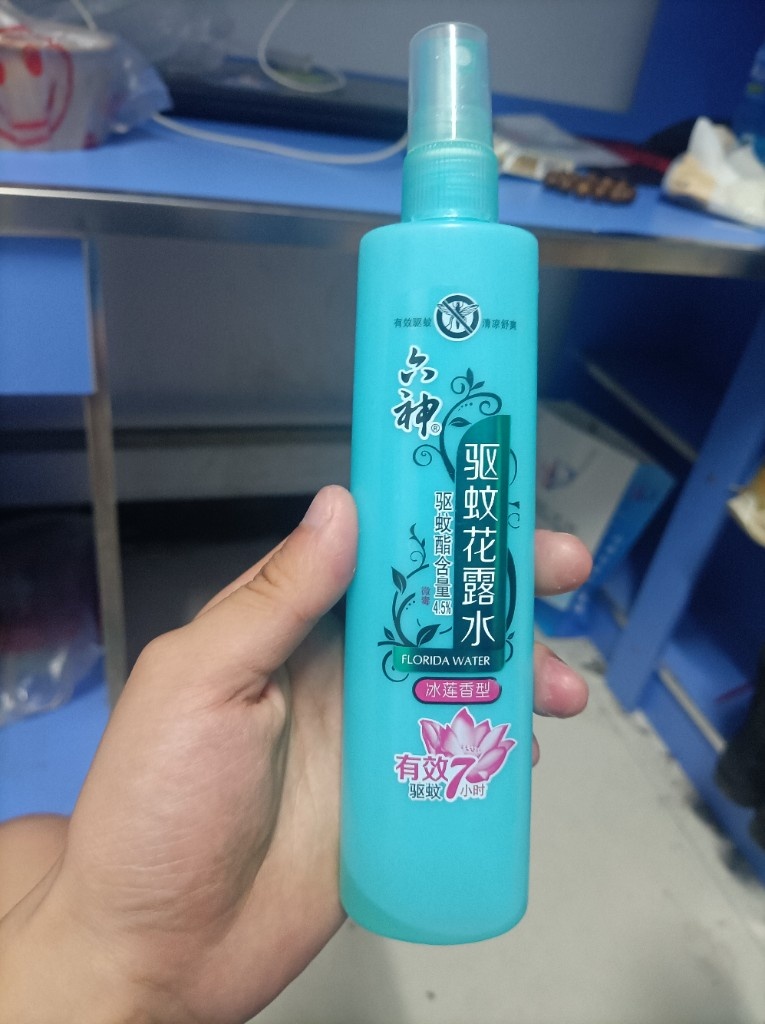 有效驱蚊 清凉舒爽
六神®
驱蚊花露水
驱蚊酯含量4.5%
微毒
FLORIDA WATER
冰莲香型
有效7小时
驱蚊